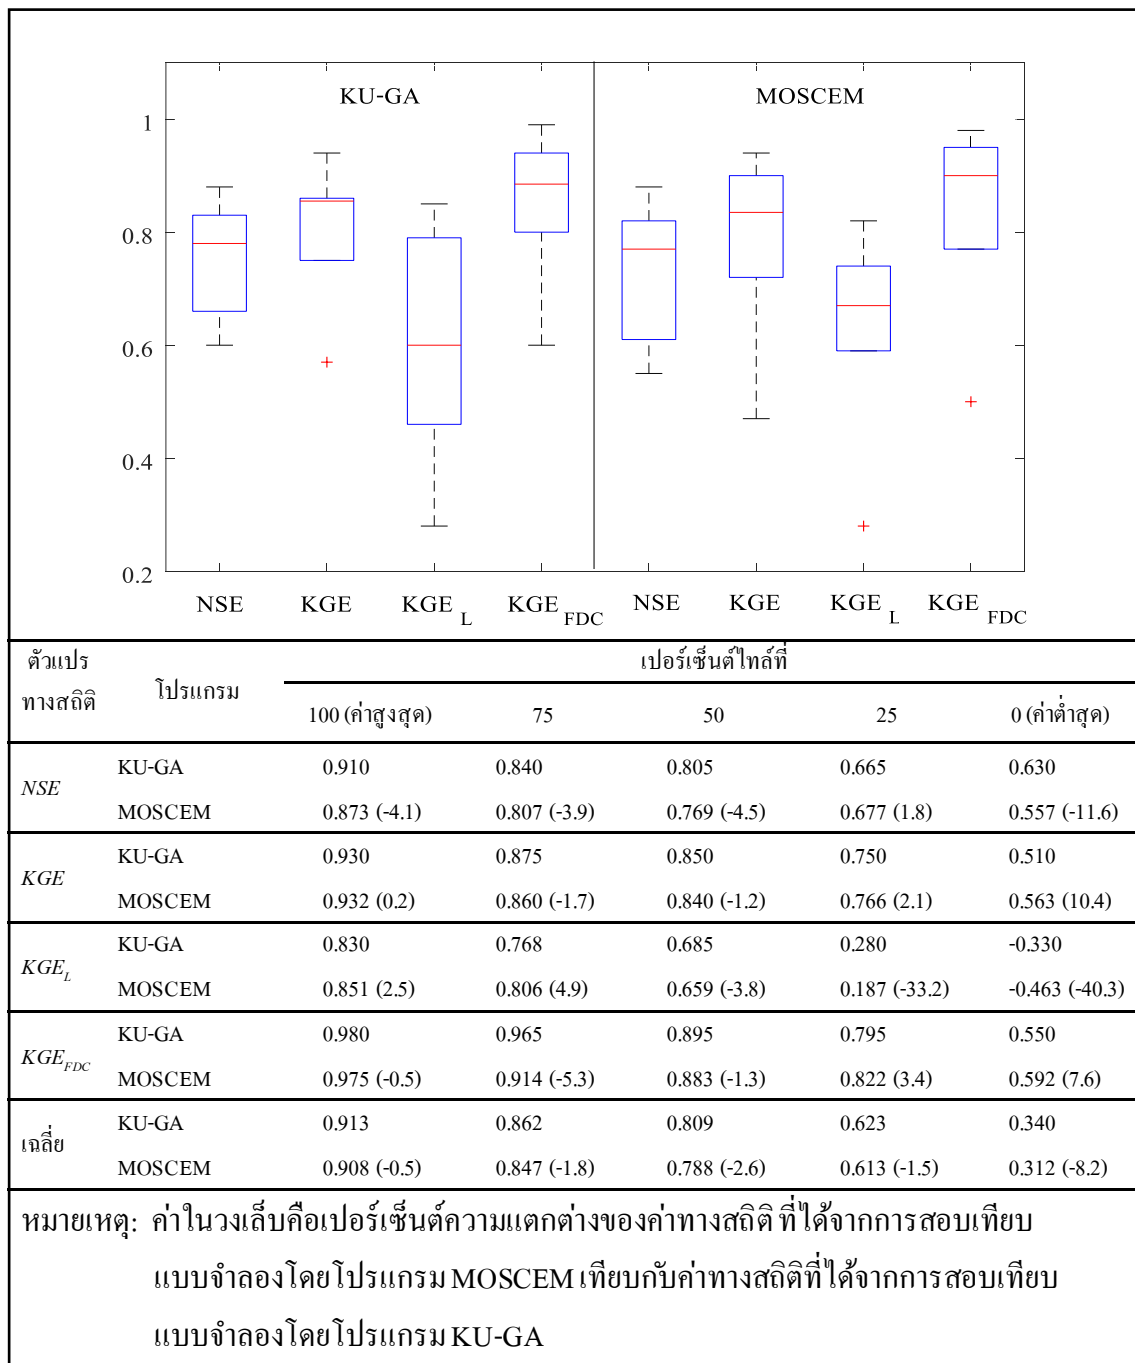 KU-GA MOSCEM
1
0.8
0.6
0.4
0.2
NSE KGE KGE L KGE FDC NSE KGE KGE L KGE FDC
ตัวแปร เปอร์เซ็นต์ไทล์ที่
ทางสถิติ โปรแกรม
100 (ค่าสูงสุด) 75 50 25 0 (ค่าต่ำสุด)
NSE KU-GA 0.910 0.840 0.805 0.665 0.630
MOSCEM 0.873 (-4.1) 0.807 (-3.9) 0.769 (-4.5) 0.677 (1.8) 0.557 (-11.6)
KGE KU-GA 0.930 0.875 0.850 0.750 0.510
MOSCEM 0.932 (0.2) 0.860 (-1.7) 0.840 (-1.2) 0.766 (2.1) 0.563 (10.4)
KGE L KU-GA 0.830 0.768 0.685 0.280 -0.330
MOSCEM 0.851 (2.5) 0.806 (4.9) 0.659 (-3.8) 0.187 (-33.2) -0.463 (-40.3)
KGE FDC KU-GA 0.980 0.965 0.895 0.795 0.550
MOSCEM 0.975 (-0.5) 0.914 (-5.3) 0.883 (-1.3) 0.822 (3.4) 0.592 (7.6)
เฉลี่ย KU-GA 0.913 0.862 0.809 0.623 0.340
MOSCEM 0.908 (-0.5) 0.847 (-1.8) 0.788 (-2.6) 0.613 (-1.5) 0.312 (-8.2)
หมายเหตุ: ค่าในวงเล็บคือเปอร์เซ็นต์ความแตกต่างของค่าทางสถิติ ที่ได้จากการสอบเทียบ
แบบจำลองโดยโปรแกรม MOSCEM เทียบกับค่าทางสถิติที่ได้จากการสอบเทียบ
แบบจำลองโดยโปรแกรม KU-GA